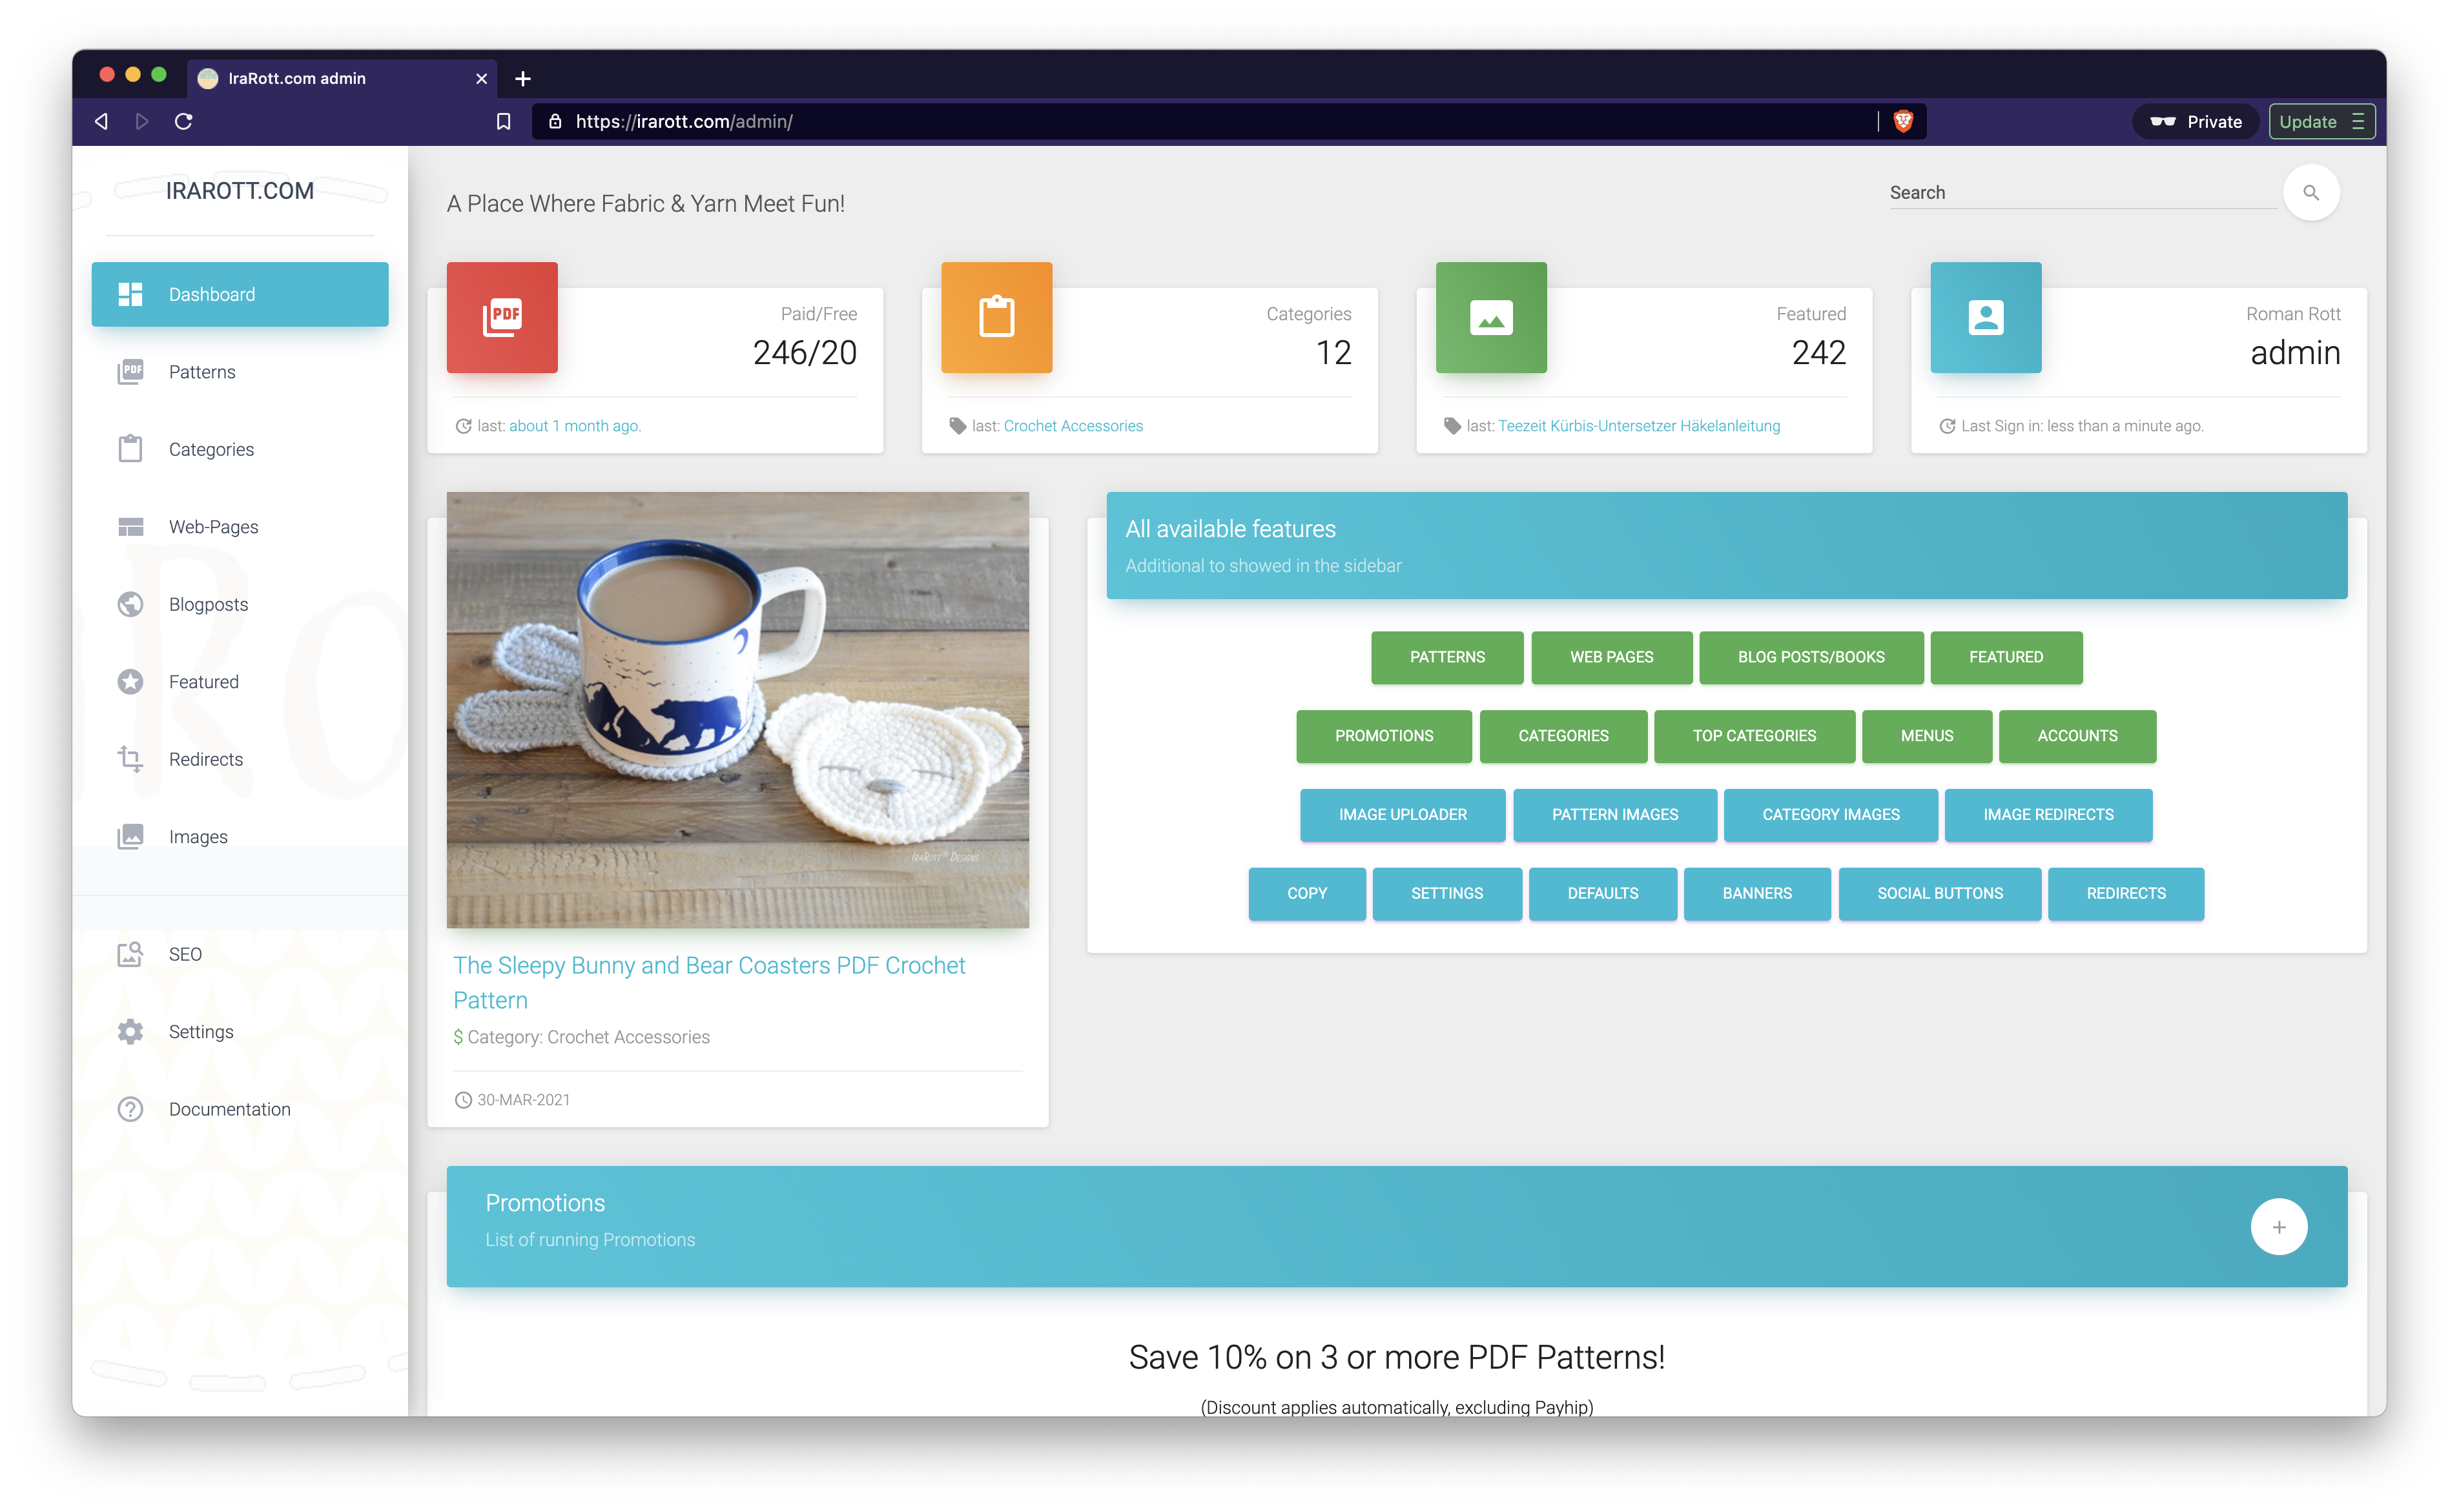 IraRott.com admin
https://irarott.com/admin/
Private
Update
IRAROTT.COM
Dashboard
PDF
Patterns
Categories
Web-Pages
Blogposts
Featured
Redirects
Images
SEO
Settings
Documentation
A Place Where Fabric & Yarn Meet Fun!
Search
PDF
Paid/Free
246/20
last: about 1 month ago.
Categories
12
last: Crochet Accessories
Featured
242
last: Teezeit Kürbis-Untersetzer Häkelanleitung
Roman Rott
admin
Last Sign in: less than a minute ago.
IraRott® Designs
The Sleepy Bunny and Bear Coasters PDF Crochet
Pattern
$ Category: Crochet Accessories
30-MAR-2021
All available features
Additional to showed in the sidebar
PATTERNS WEB PAGES BLOG POSTS/BOOKS FEATURED
PROMOTIONS CATEGORIES TOP CATEGORIES MENUS ACCOUNTS
IMAGE UPLOADER PATTERN IMAGES CATEGORY IMAGES IMAGE REDIRECTS
COPY SETTINGS DEFAULTS BANNERS SOCIAL BUTTONS REDIRECTS
Promotions
List of running Promotions
Save 10% on 3 or more PDF Patterns!
(Discount applies automatically, excluding Payhip)